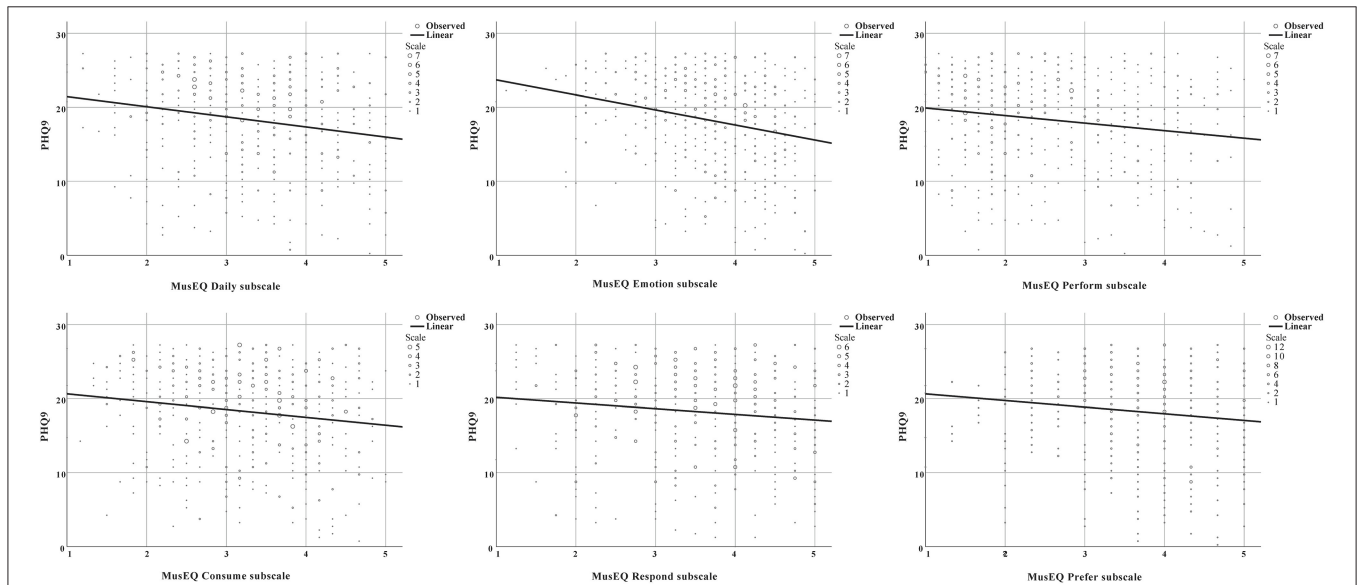 Observed
Linear
Scale
7
6
5
4
3
2
1
30
20
10
0
PHQ9
1 2 3 4 5
MusEQ Daily subscale
Observed
Linear
Scale
7
6
5
4
3
2
1
30
20
10
0
PHQ9
1 2 3 4 5
MusEQ Emotion subscale
Observed
Linear
Scale
7
6
5
4
3
2
1
30
20
10
0
PHQ9
1 2 3 4 5
MusEQ Perform subscale
Observed
Linear
Scale
5
4
3
2
1
30
20
10
0
PHQ9
1 2 3 4 5
MusEQ Consume subscale
Observed
Linear
Scale
6
5
4
3
2
1
30
20
10
0
PHQ9
1 2 3 4 5
MusEQ Respond subscale
Observed
Linear
Scale
12
10
8
6
4
2
1
30
20
10
0
PHQ9
1 2 3 4 5
MusEQ Prefer subscale